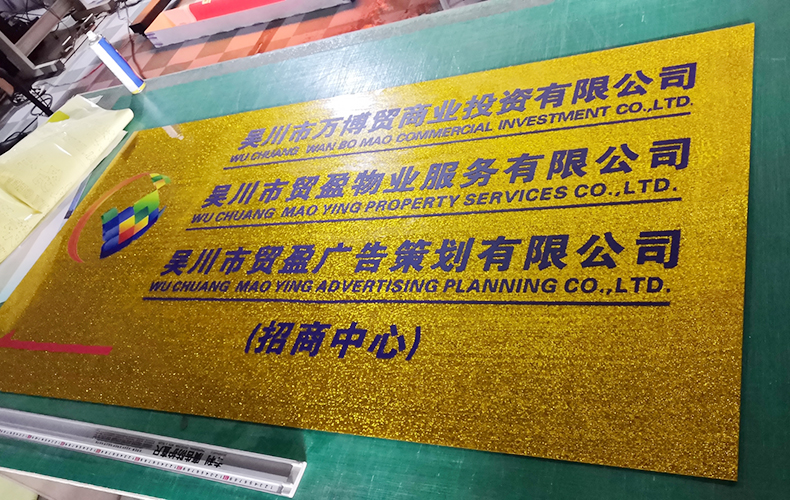 吴川市万博贸商业投资有限公司
WU CHUANG WAN BO MAO COMMERCIAL INVESTMENT CO.,LTD.
吴川市贸盈物业服务有限公司
WU CHUANG MAO YING PROPERTY SERVICES CO.,LTD.
吴川市贸盈广告策划有限公司
WU CHUANG MAO YING ADVERTISING PLANNING CO.,LTD.
(招商中心)